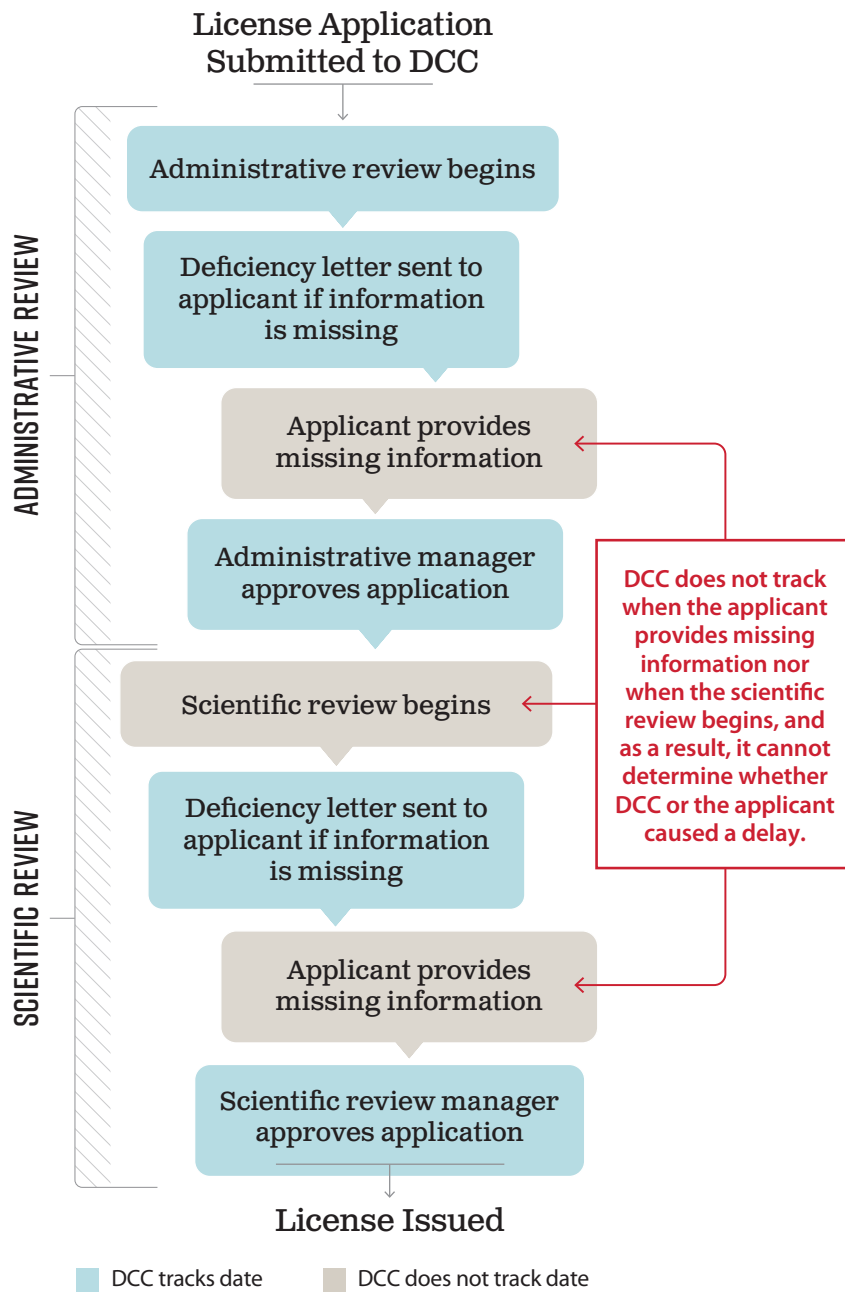 License Application
Submitted to DCC
ADMINISTRATIVE REVIEW
Administrative review begins
Deficiency letter sent to
applicant if information
is missing
Applicant provides
missing information
Administrative manager
approves application
SCIENTIFIC REVIEW
Scientific review begins
Deficiency letter sent to
applicant if information
is missing
Applicant provides
missing information
Scientific review manager
approves application
License Issued
DCC does not track
when the applicant
provides missing
information nor
when the scientific
review begins, and
as a result, it cannot
determine whether
DCC or the applicant
caused a delay.
DCC tracks date
DCC does not track date